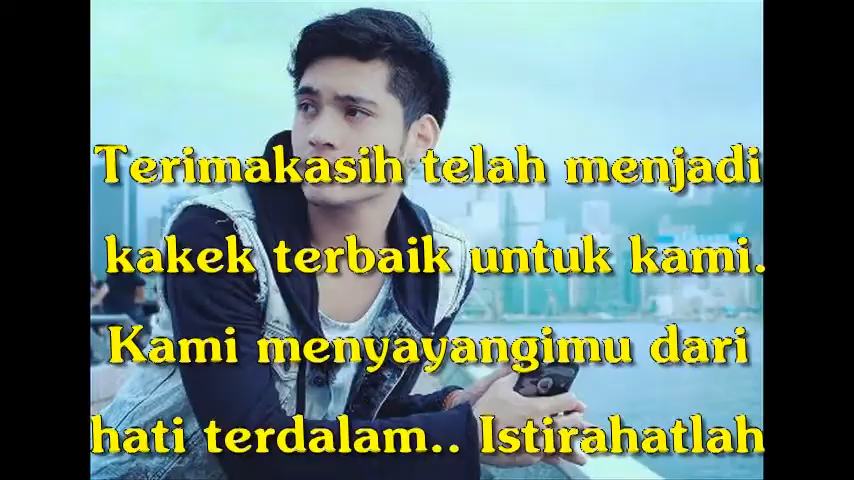 Terimakasih telah menjadi
kakek terbaik untuk kami.
Kami menyayangimu dari
hati terdalam.. Istirahatlah